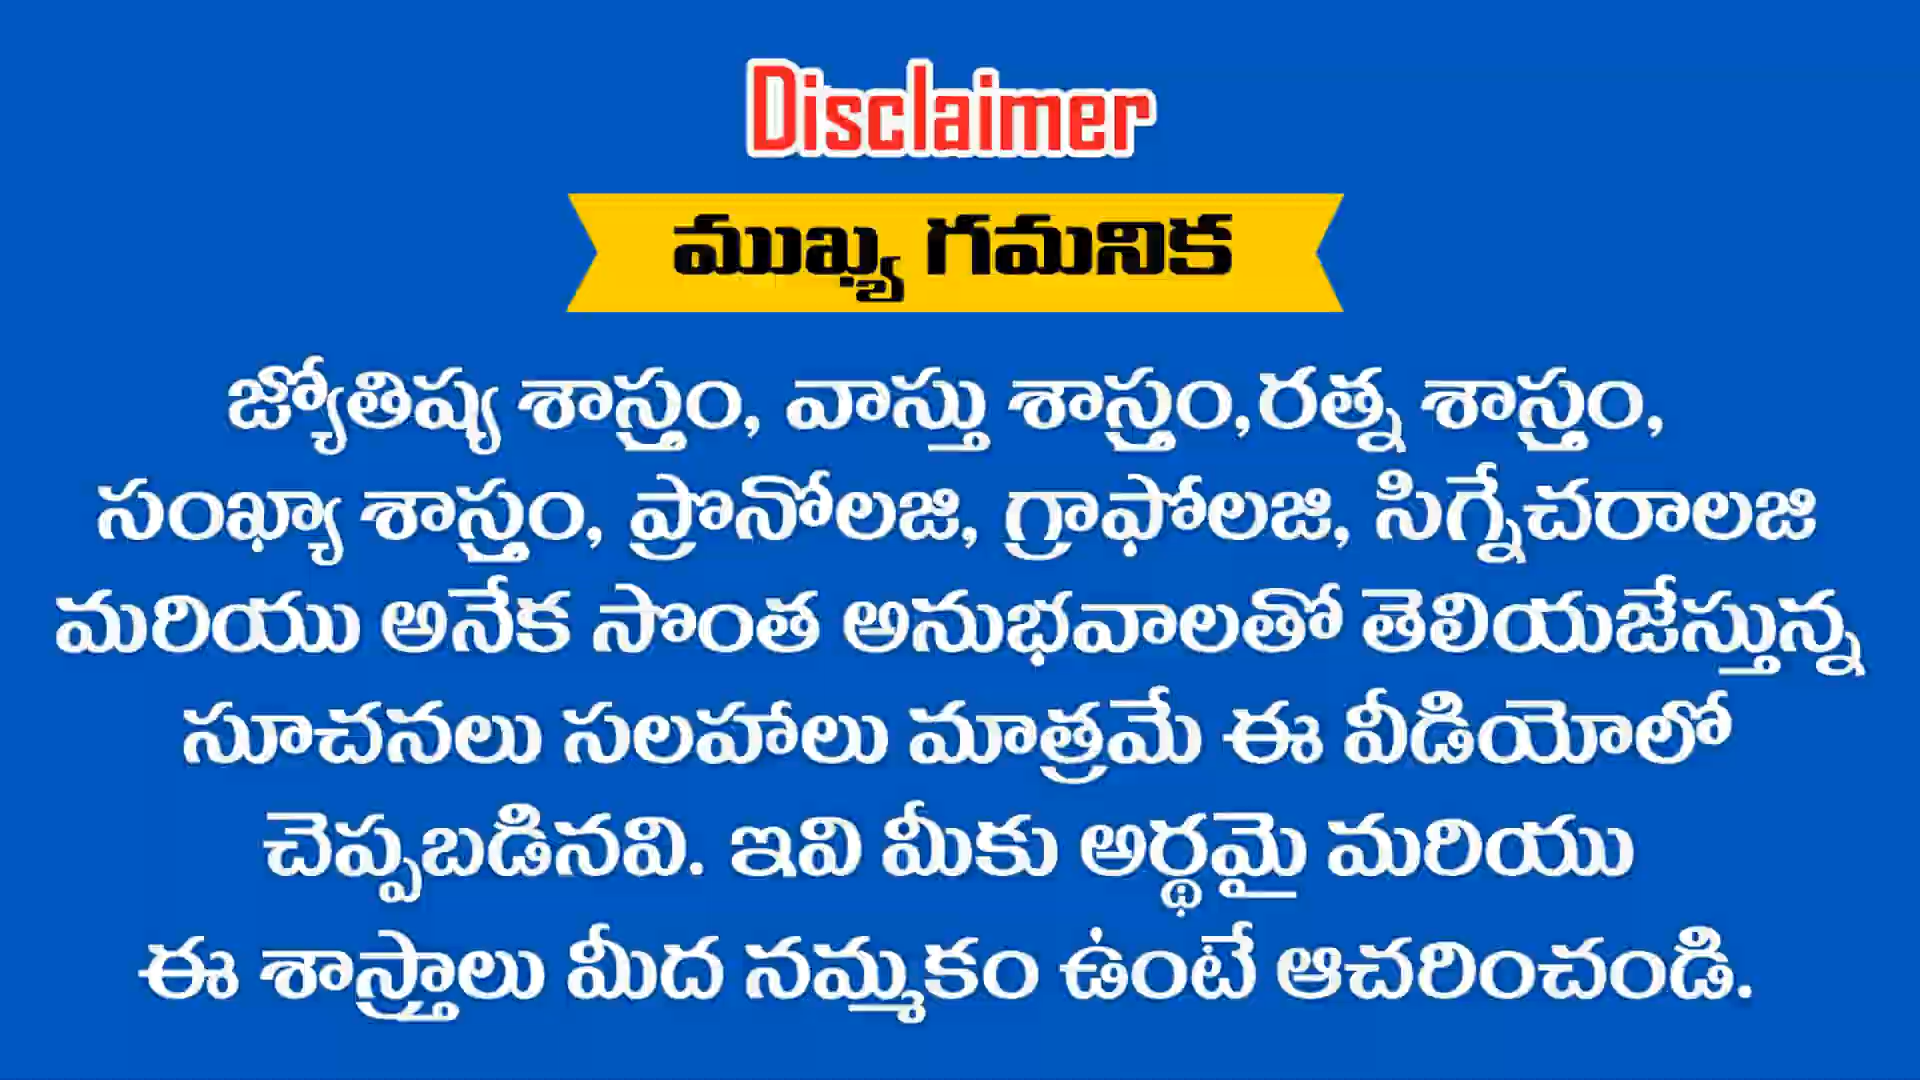 Disclaimer
ముఖ్య గమనిక
జ్యోతిష్య శాస్త్రం, వాస్తు శాస్త్రం,రత్న శాస్త్రం,
సంఖ్యా శాస్త్రం, ప్రొనోలజి, గ్రాఫోలజి, సిగ్నేచరాలజి
మరియు అనేక సొంత అనుభవాలతో తెలియజేస్తున్న
సూచనలు సలహాలు మాత్రమే ఈ వీడియోలో
చెప్పబడినవి. ఇవి మీకు అర్థమై మరియు
ఈ శాస్త్రాలు మీద నమ్మకం ఉంటే ఆచరించండి.